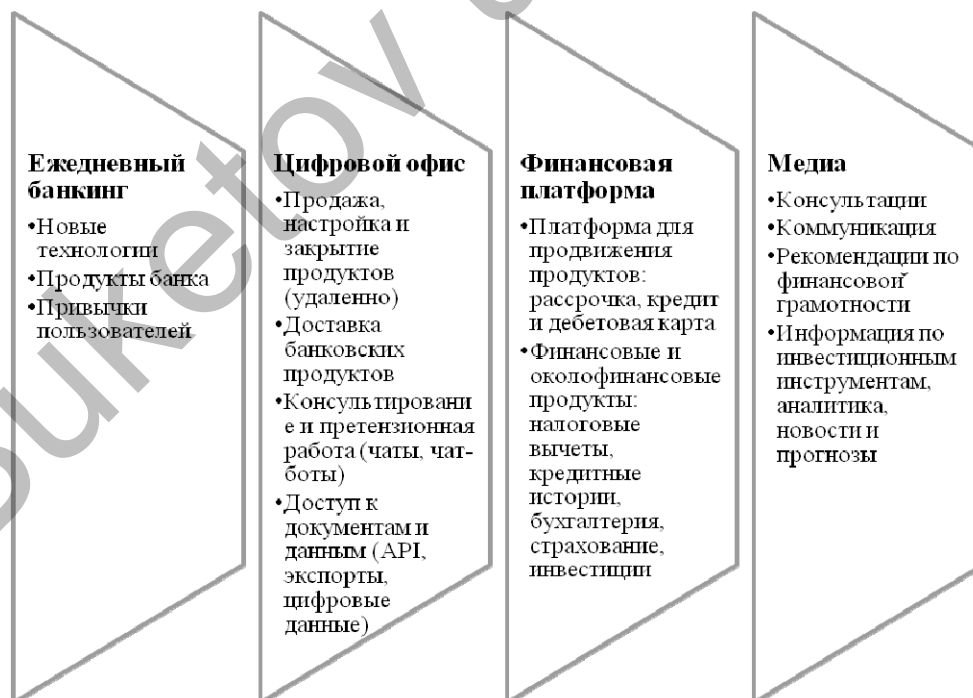 Ежедневный
банкинг
•Новые
технологии
•Продукты банка
•Привычки
пользователей
Цифровой офис
•Продажа,
настройка и
закрытие
продуктов
(удаленно)
•Доставка
банковских
продуктов
•Консультировани
е и претензионная
работа (чаты, чат-
боты)
•Доступ к
документам и
данным (API,
экспорты,
цифровые
данные)
Финансовая
платформа
•Платформа для
продвижения
продуктов:
рассрочка, кредит
и дебетовая карта
•Финансовые и
околофинансовые
продукты:
налоговые
вычеты,
кредитные
истории,
бухгалтерия,
страхование,
инвестиции
Медиа
•Консультации
•Коммуникация
•Рекомендации по
финансовой
грамотности
•Информация по
инвестиционным
инструментам,
аналитика,
новости и
прогнозы
uketov